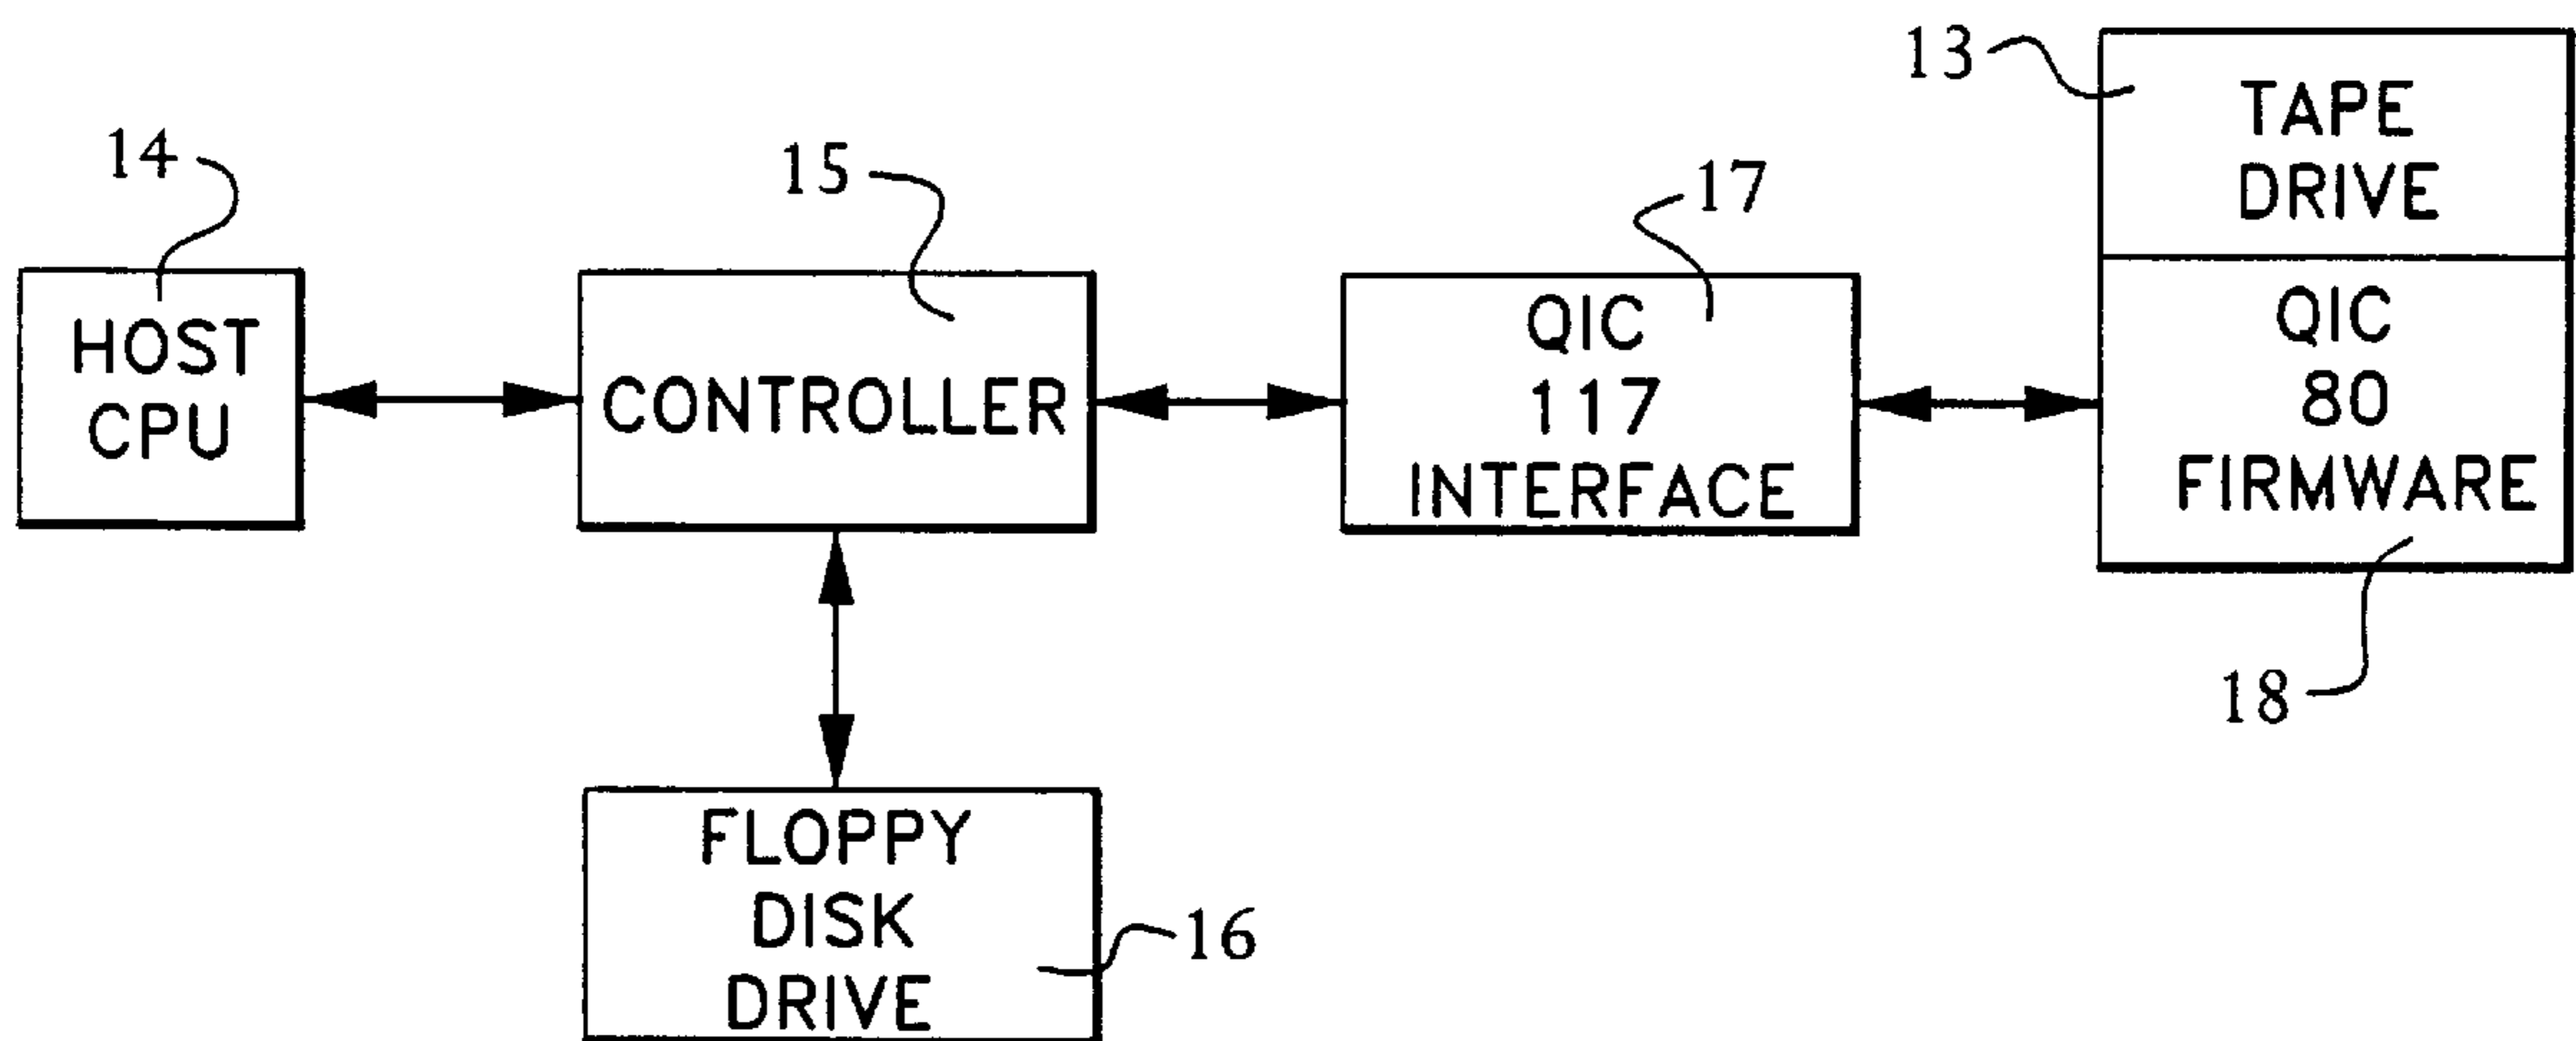 14
HOST
CPU
15
CONTROLLER
17
QIC
117
INTERFACE
13
TAPE
DRIVE
QIC
80
FIRMWARE
18
FLOPPY
DISK
DRIVE
16